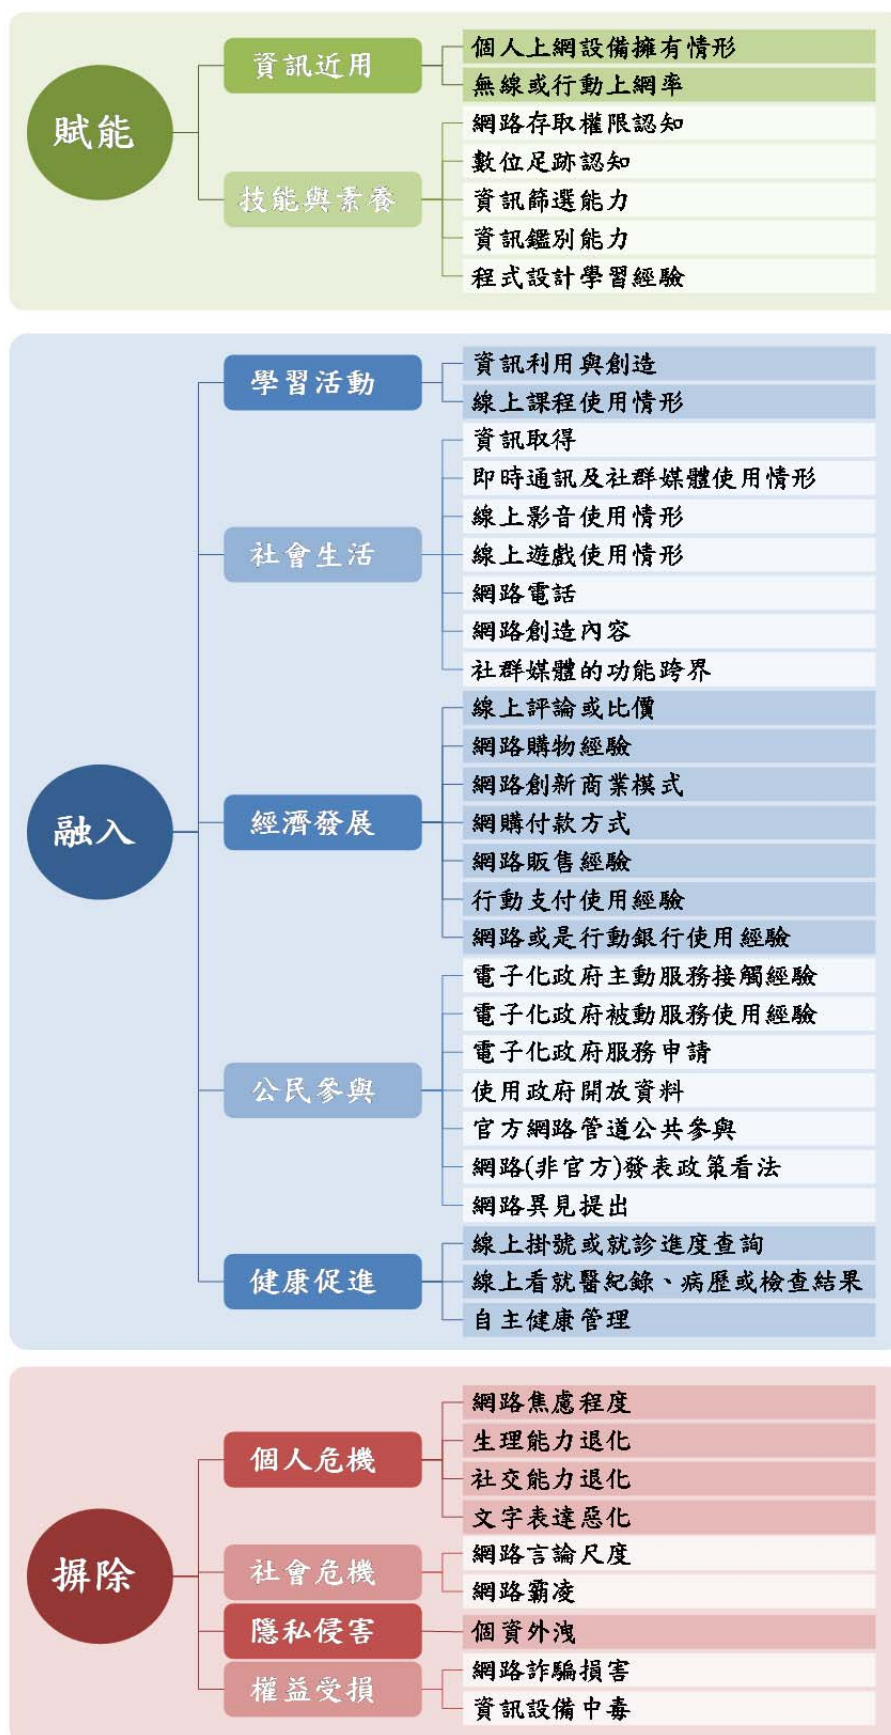 賦能
資訊近用
個人上網設備擁有情形
無線或行動上網率
技能與素養
網路存取權限認知
數位足跡認知
資訊篩選能力
資訊鑑別能力
程式設計學習經驗
融入
學習活動
資訊利用與創造
線上課程使用情形
社會生活
資訊取得
即時通訊及社群媒體使用情形
線上影音使用情形
線上遊戲使用情形
網路電話
網路創造內容
社群媒體的功能跨界
經濟發展
線上評論或比價
網路購物經驗
網路創新商業模式
網購付款方式
網路販售經驗
行動支付使用經驗
網路或是行動銀行使用經驗
公民參與
電子化政府主動服務接觸經驗
電子化政府被動服務使用經驗
電子化政府服務申請
使用政府開放資料
官方網路管道公共參與
網路(非官方)發表政策看法
網路異見提出
健康促進
線上掛號或就診進度查詢
線上看就醫紀錄、病歷或檢查結果
自主健康管理
摒除
個人危機
網路焦慮程度
生理能力退化
社交能力退化
文字表達惡化
社會危機
網路言論尺度
網路霸凌
隱私侵害
個資外洩
權益受損
網路詐騙損害
資訊設備中毒